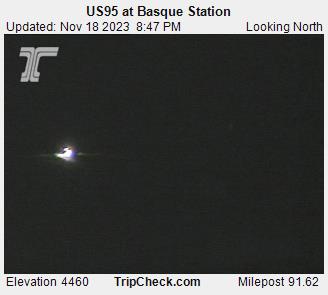 US95 at Basque Station
Updated: Nov 18 2023 8:47 PM Looking North
Elevation 4460 TripCheck.com Milepost 91.62